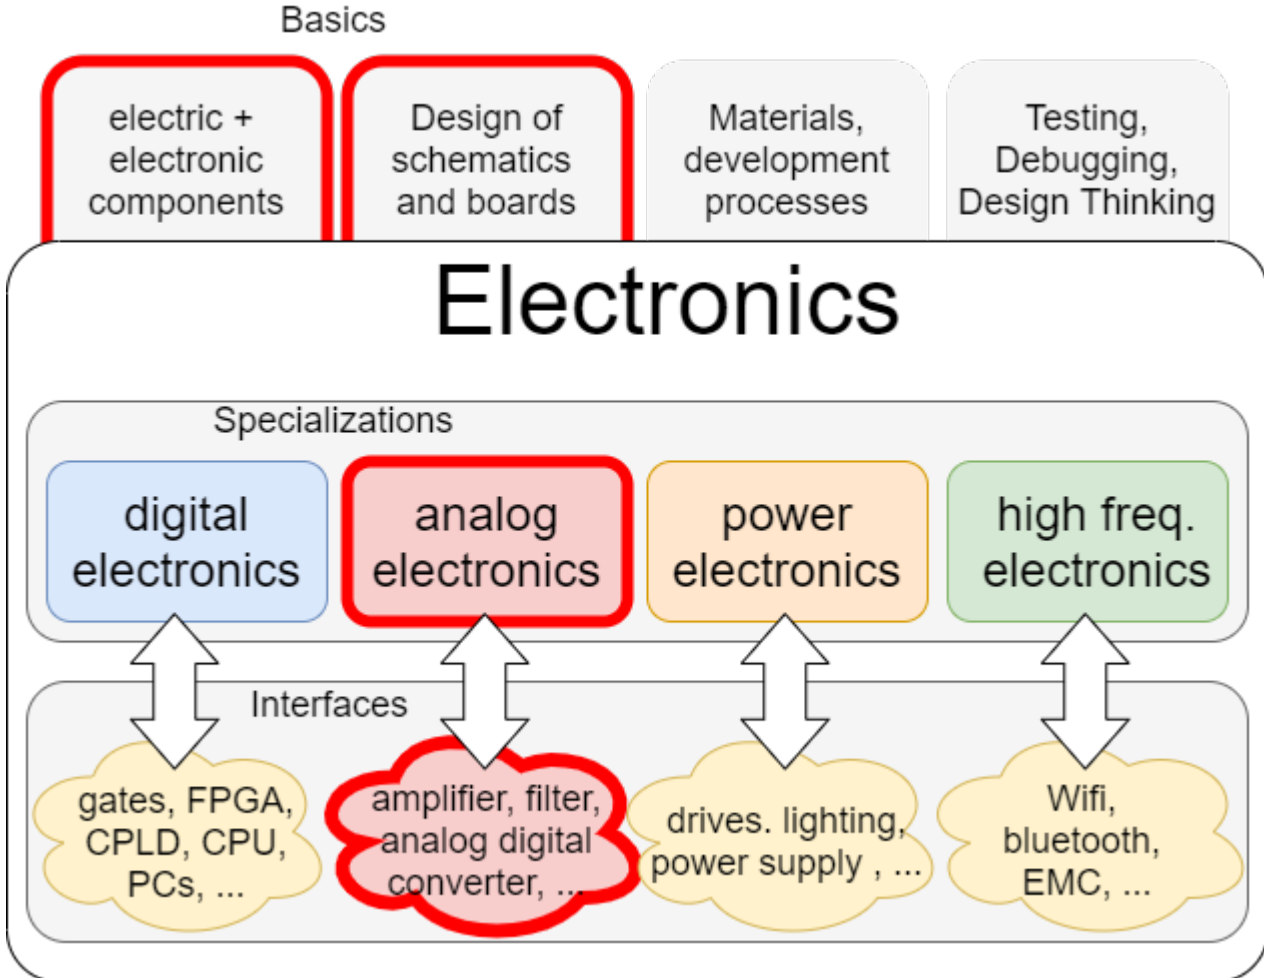 Basics
electric +
electronic
components
Design of
schematics
and boards
Materials,
development
processes
Testing,
Debugging,
Design Thinking
Electronics
Specializations
digital
electronics
analog
electronics
power
electronics
high freq.
electronics
Interfaces
gates, FPGA,
CPLD, CPU,
PCs, ...
amplifier, filter,
analog digital
converter, ...
drives. lighting,
power supply , ...
Wifi,
bluetooth,
EMC, ...